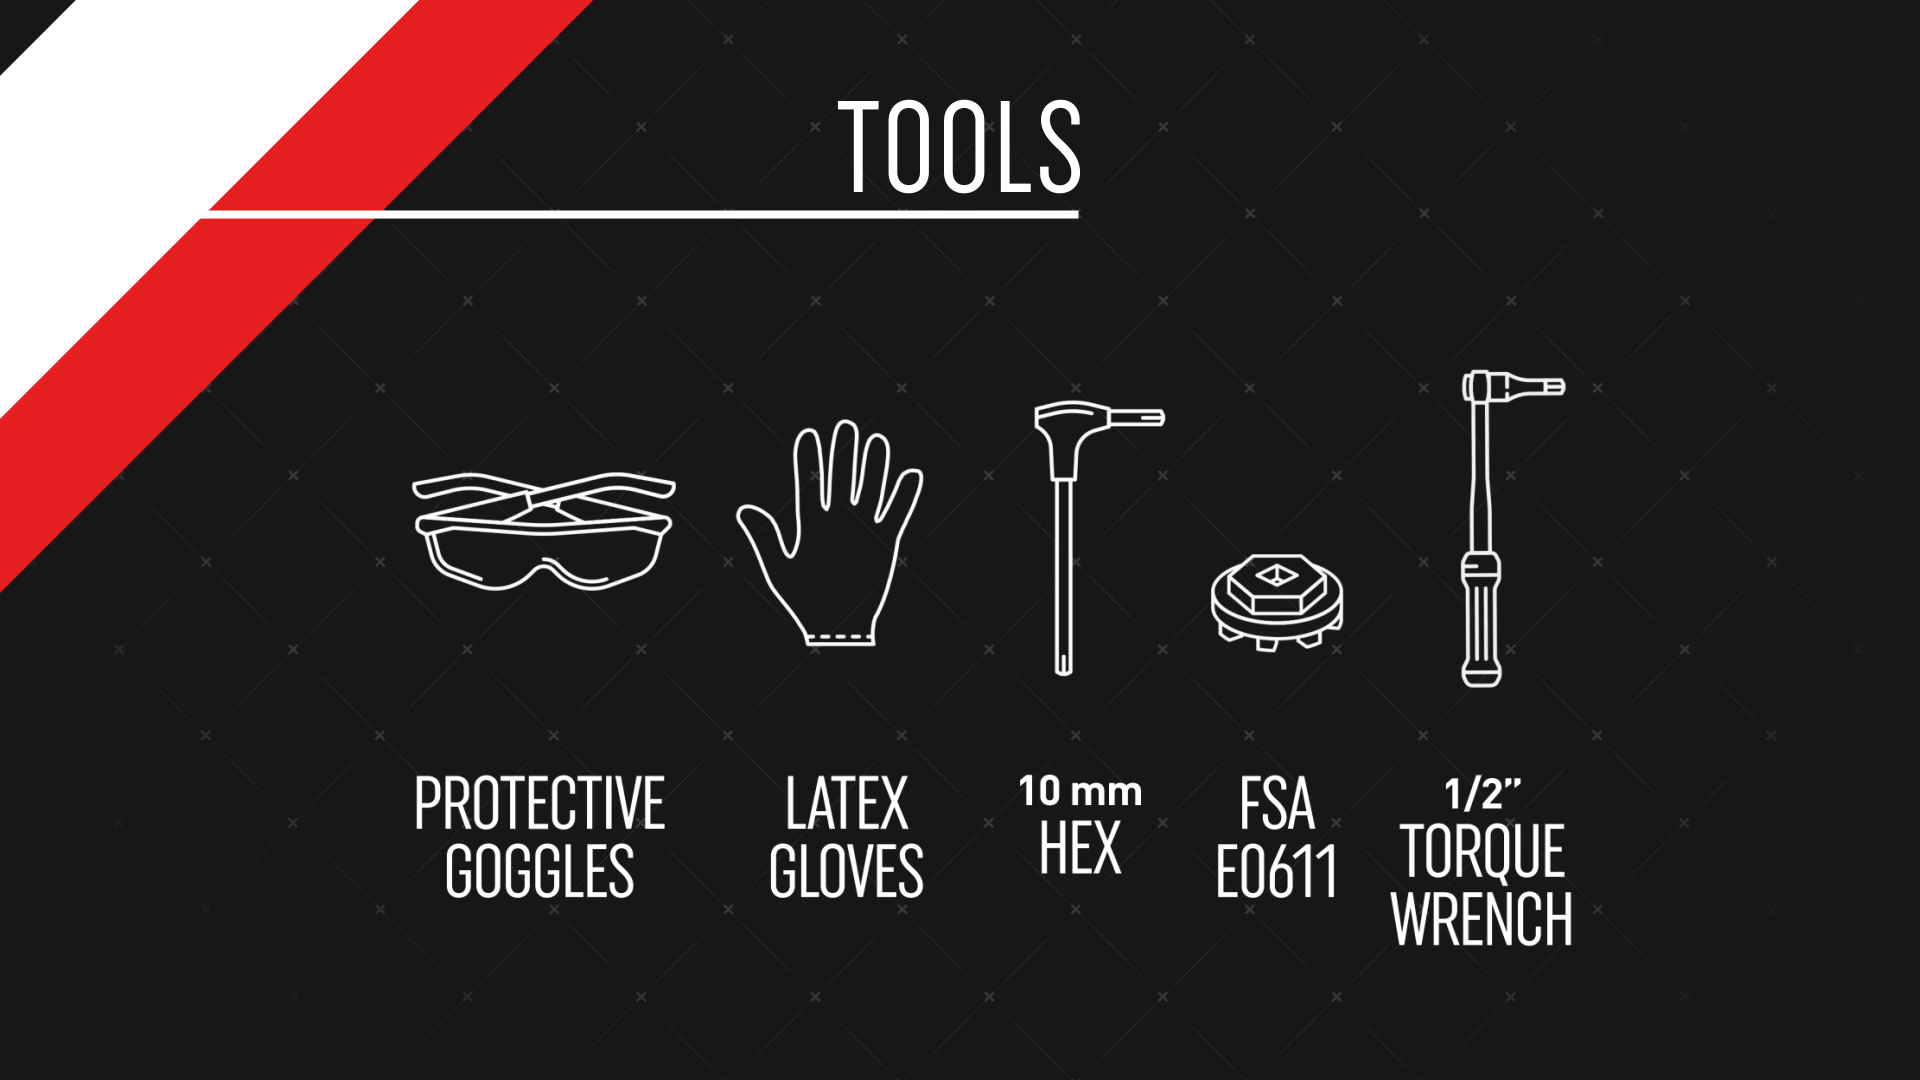 TOOLS
PROTECTIVE
GOGGLES
LATEX
GLOVES
10 mm
HEX
FSA
E0611
1/2”
TORQUE
WRENCH